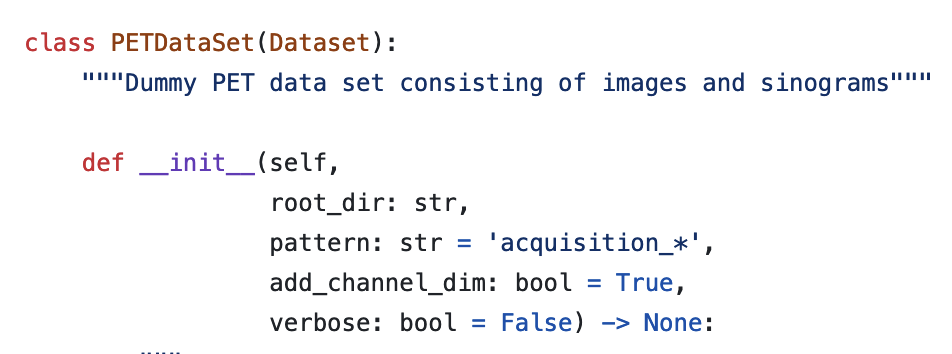 class PETDataSet(Dataset):
    """Dummy PET data set consisting of images and sinograms"""
    def __init__(self,
                 root_dir: str,
                 pattern: str = 'acquisition_*',
                 add_channel_dim: bool = True,
                 verbose: bool = False) -> None:
        """